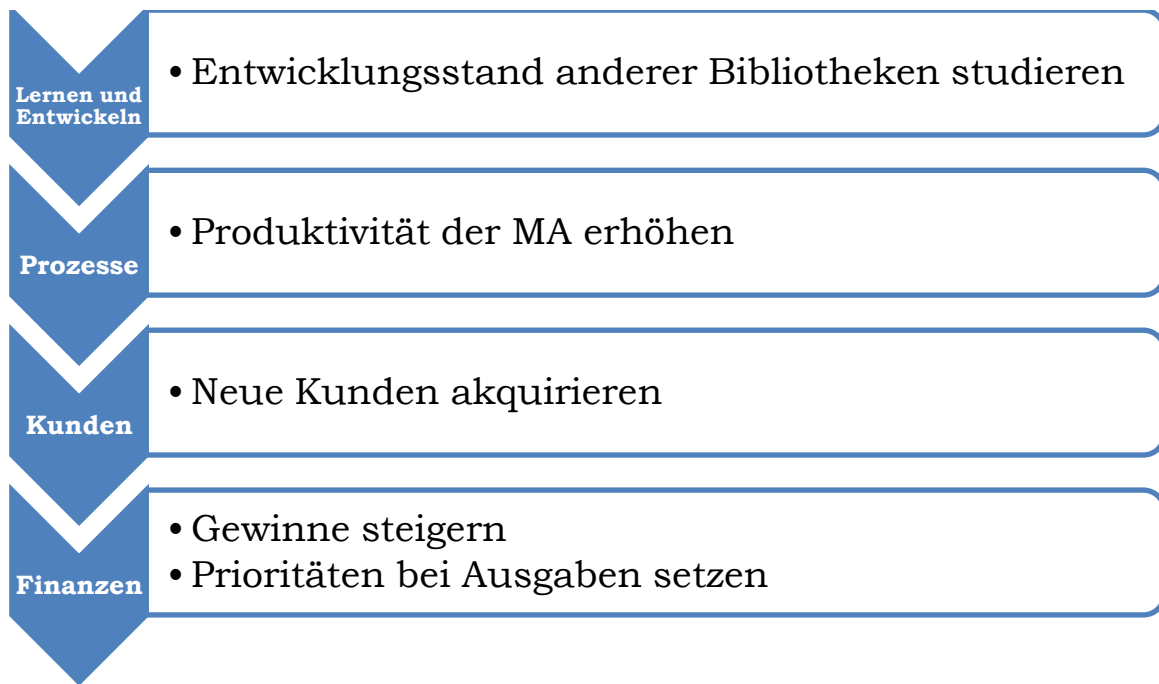 Lernen und
Entwickeln
• Entwicklungsstand anderer Bibliotheken studieren
Prozesse
• Produktivität der MA erhöhen
Kunden
• Neue Kunden akquirieren
Finanzen
• Gewinne steigern
• Prioritäten bei Ausgaben setzen